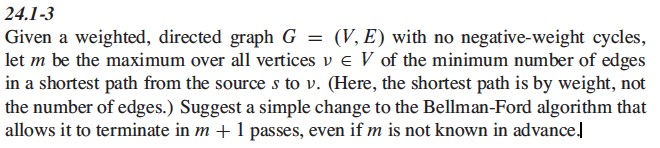 24.1-3
Given a weighted, directed graph G = (V, E) with no negative-weight cycles,
let m be the maximum over all vertices v ∈ V of the minimum number of edges
in a shortest path from the source s to v. (Here, the shortest path is by weight, not
the number of edges.) Suggest a simple change to the Bellman-Ford algorithm that
allows it to terminate in m + 1 passes, even if m is not known in advance.